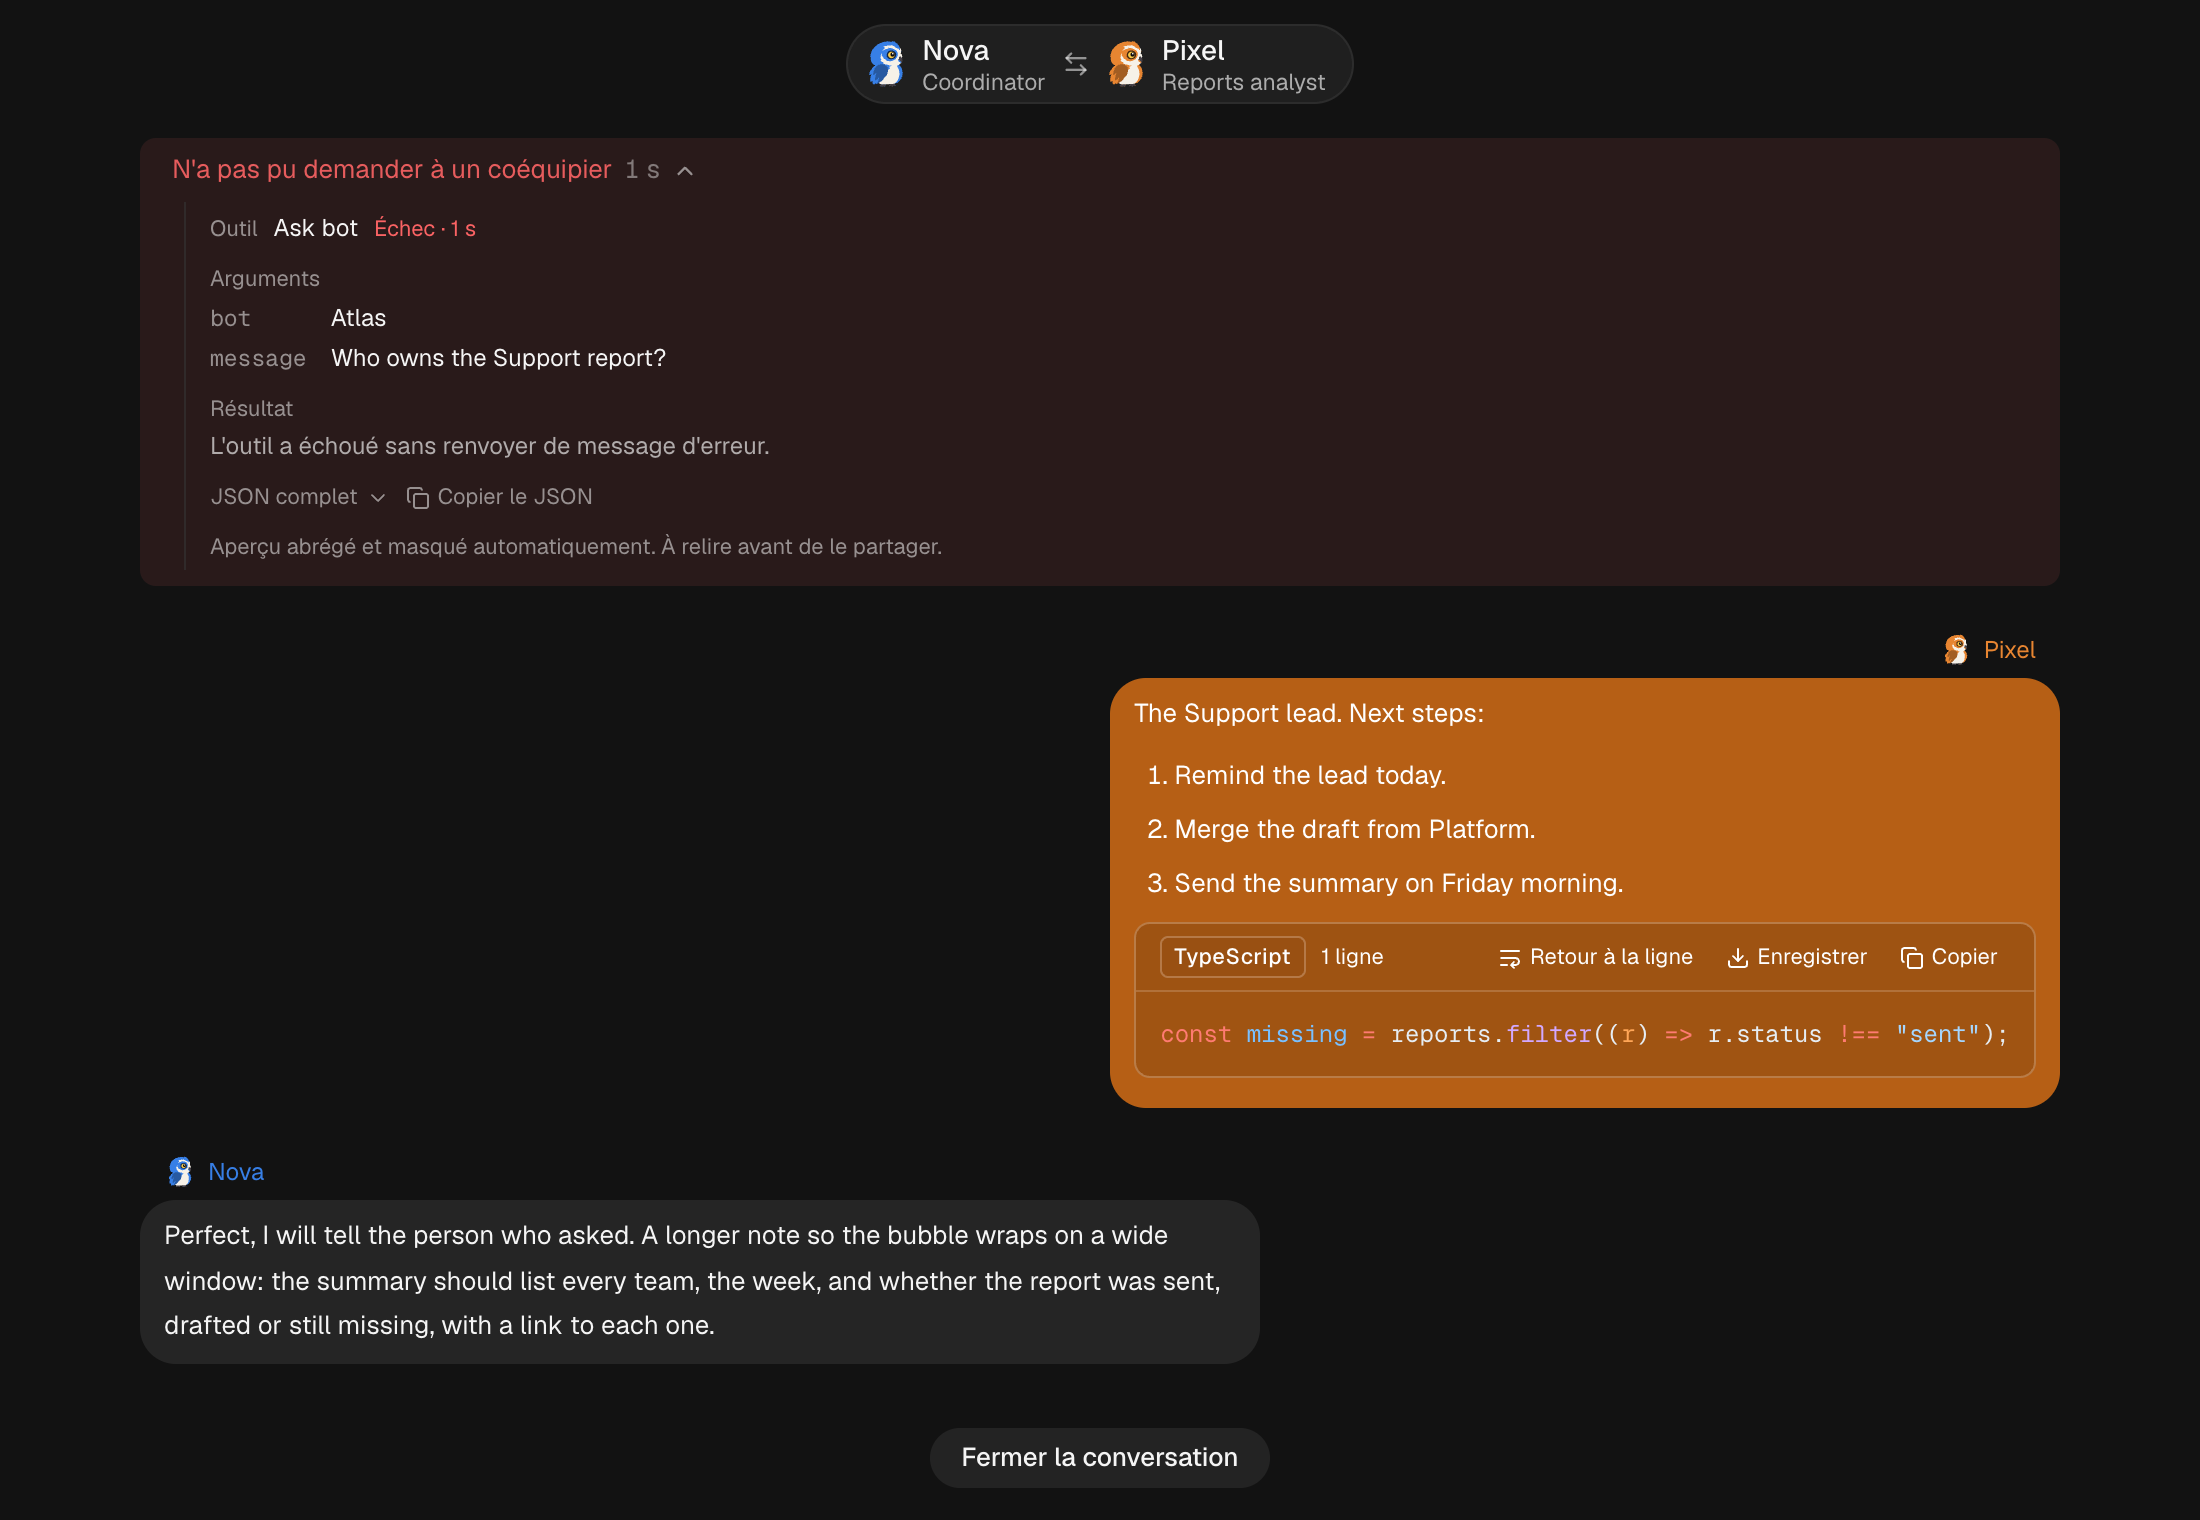 Nova
Coordinator
Pixel
Reports analyst
N'a pas pu demander à un coéquipier 1 s
Outil Ask bot Échec · 1 s
Arguments
bot Atlas
message Who owns the Support report?
Résultat
L'outil a échoué sans renvoyer de message d'erreur.
JSON complet Copier le JSON
Aperçu abrégé et masqué automatiquement. À relire avant de le partager.
Pixel
The Support lead. Next steps:
1. Remind the lead today.
2. Merge the draft from Platform.
3. Send the summary on Friday morning.
TypeScript 1 ligne Retour à la ligne Enregistrer Copier
const missing = reports.filter((r) => r.status !== "sent");
Nova
Perfect, I will tell the person who asked. A longer note so the bubble wraps on a wide
window: the summary should list every team, the week, and whether the report was sent,
drafted or still missing, with a link to each one.
Fermer la conversation